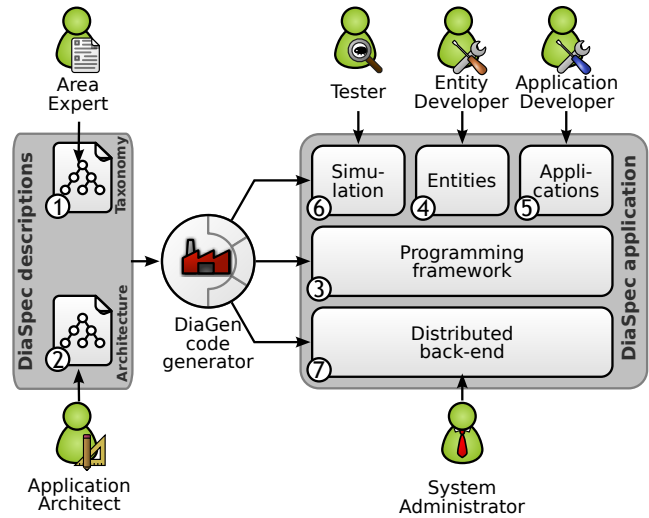 Area
Expert
Tester
Entity
Developer
Application
Developer
DiaSpec descriptions
Taxonomy
1
Architecture
2
Application
Architect
DiaGen
code
generator
Simu-
lation
6
Entities
4
Appli-
cations
5
Programming
framework
3
Distributed
back-end
7
DiaSpec application
System
Administrator